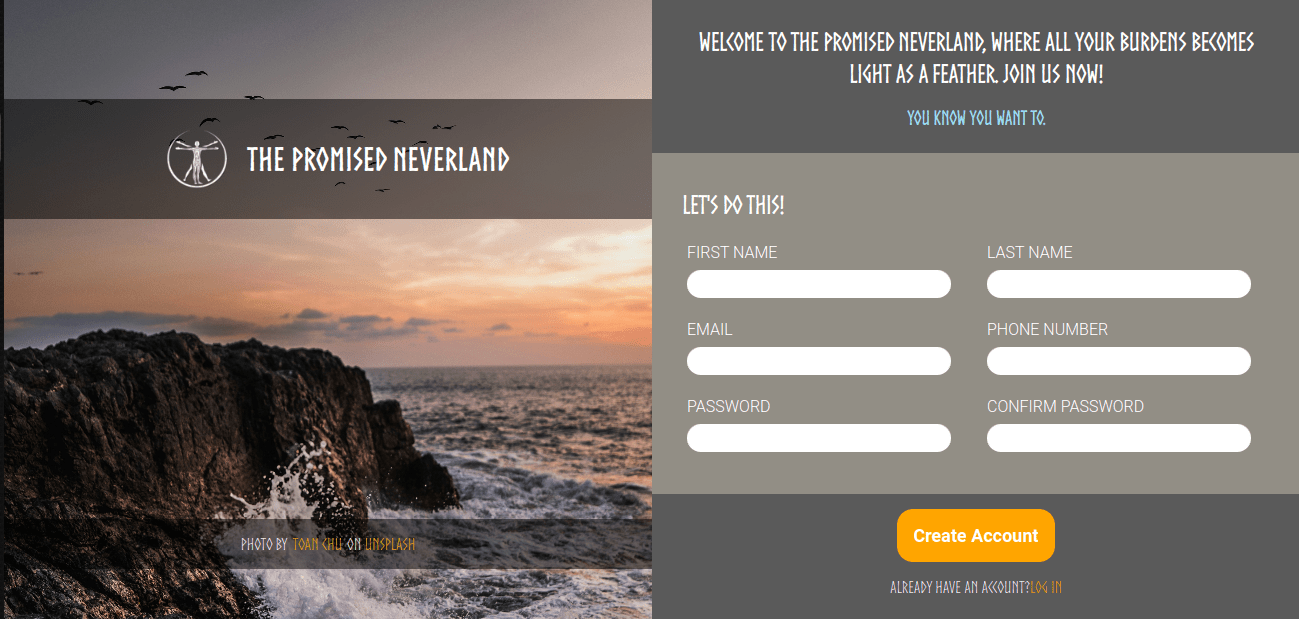 THE PROMISED NEVERLAND
PHOTO BY TOAN CHU ON UNSPLASH
WELCOME TO THE PROMISED NEVERLAND, WHERE ALL YOUR BURDENS BECOMES
LIGHT AS A FEATHER. JOIN US NOW!
YOU KNOW YOU WANT TO.
LET'S DO THIS!
FIRST NAME
LAST NAME
EMAIL
PHONE NUMBER
PASSWORD
CONFIRM PASSWORD
Create Account
ALREADY HAVE AN ACCOUNT?LOG IN